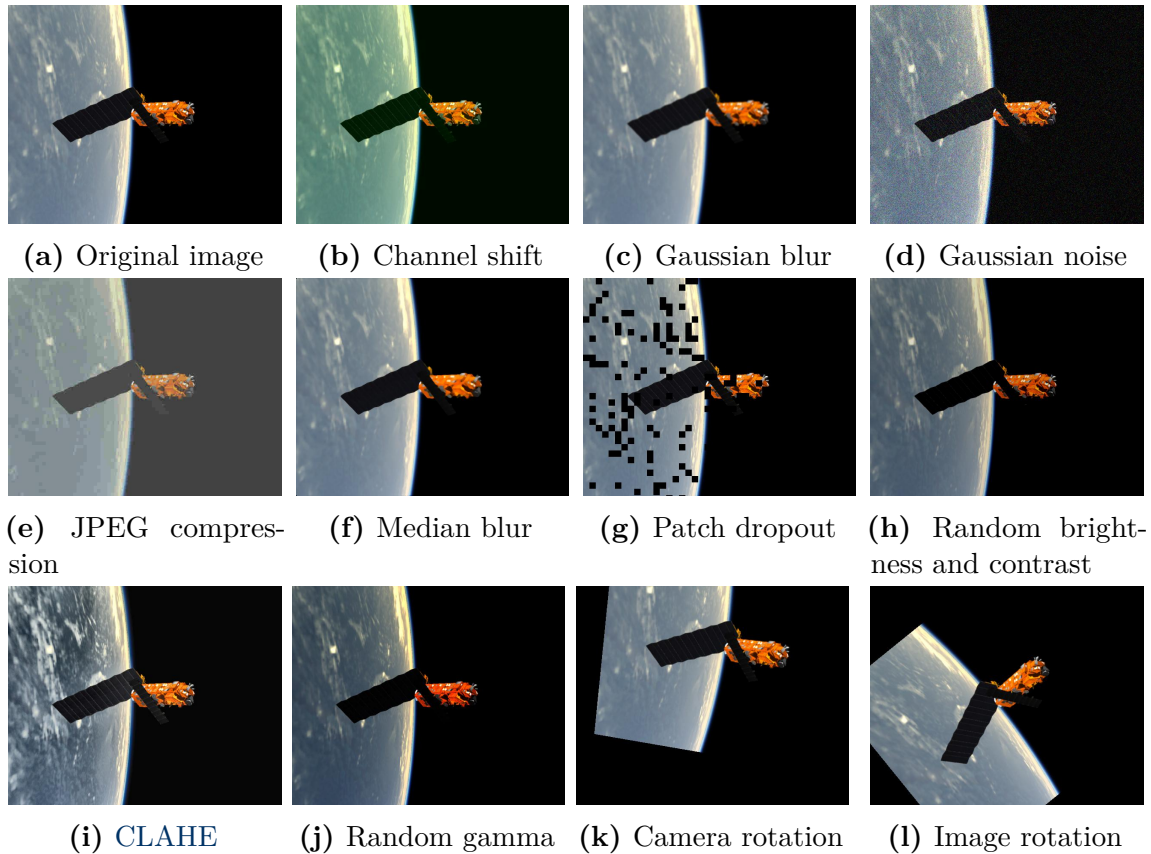 (a) Original image
(b) Channel shift
(c) Gaussian blur
(d) Gaussian noise
(e) JPEG compres-
sion
(f) Median blur
(g) Patch dropout
(h) Random bright-
ness and contrast
(i) CLAHE
(j) Random gamma
(k) Camera rotation
(l) Image rotation